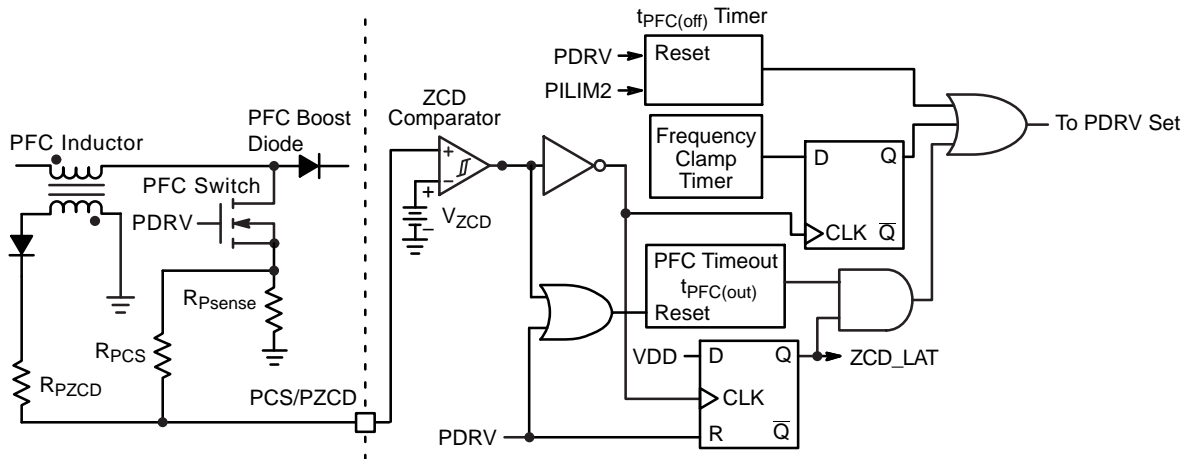 tPFC(off) Timer
PDRV
Reset
PILIM2
ZCD
Comparator
PFC Boost
Diode
PFC Inductor
To PDRV Set
Frequency
Clamp
Timer
D
Q
CLK
Q
+
−
+
−
VZCD
PFC Switch
PDRV
PFC Timeout
tPFC(out)
Reset
RPsense
RPCS
RPZCD
VDD
D
Q
ZCD_LAT
PCS/PZCD
CLK
PDRV
R
Q